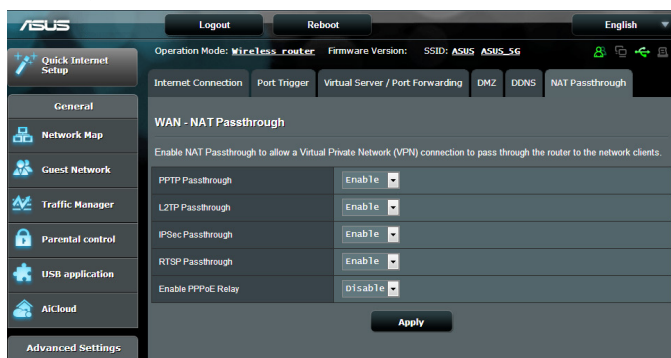 ASUS
Logout
Reboot
English
Operation Mode: Wireless router Firmware Version: SSID: ASUS ASUS_5G
Quick Internet
Setup
Internet Connection
Port Trigger
Virtual Server / Port Forwarding
DMZ
DDNS
NAT Passthrough
General
Network Map
Guest Network
Traffic Manager
Parental control
USB application
AiCloud
Advanced Settings
WAN - NAT Passthrough
Enable NAT Passthrough to allow a Virtual Private Network (VPN) connection to pass through the router to the network clients.
PPTP Passthrough Enable
L2TP Passthrough Enable
IPSec Passthrough Enable
RTSP Passthrough Enable
Enable PPPoE Relay Disable
Apply